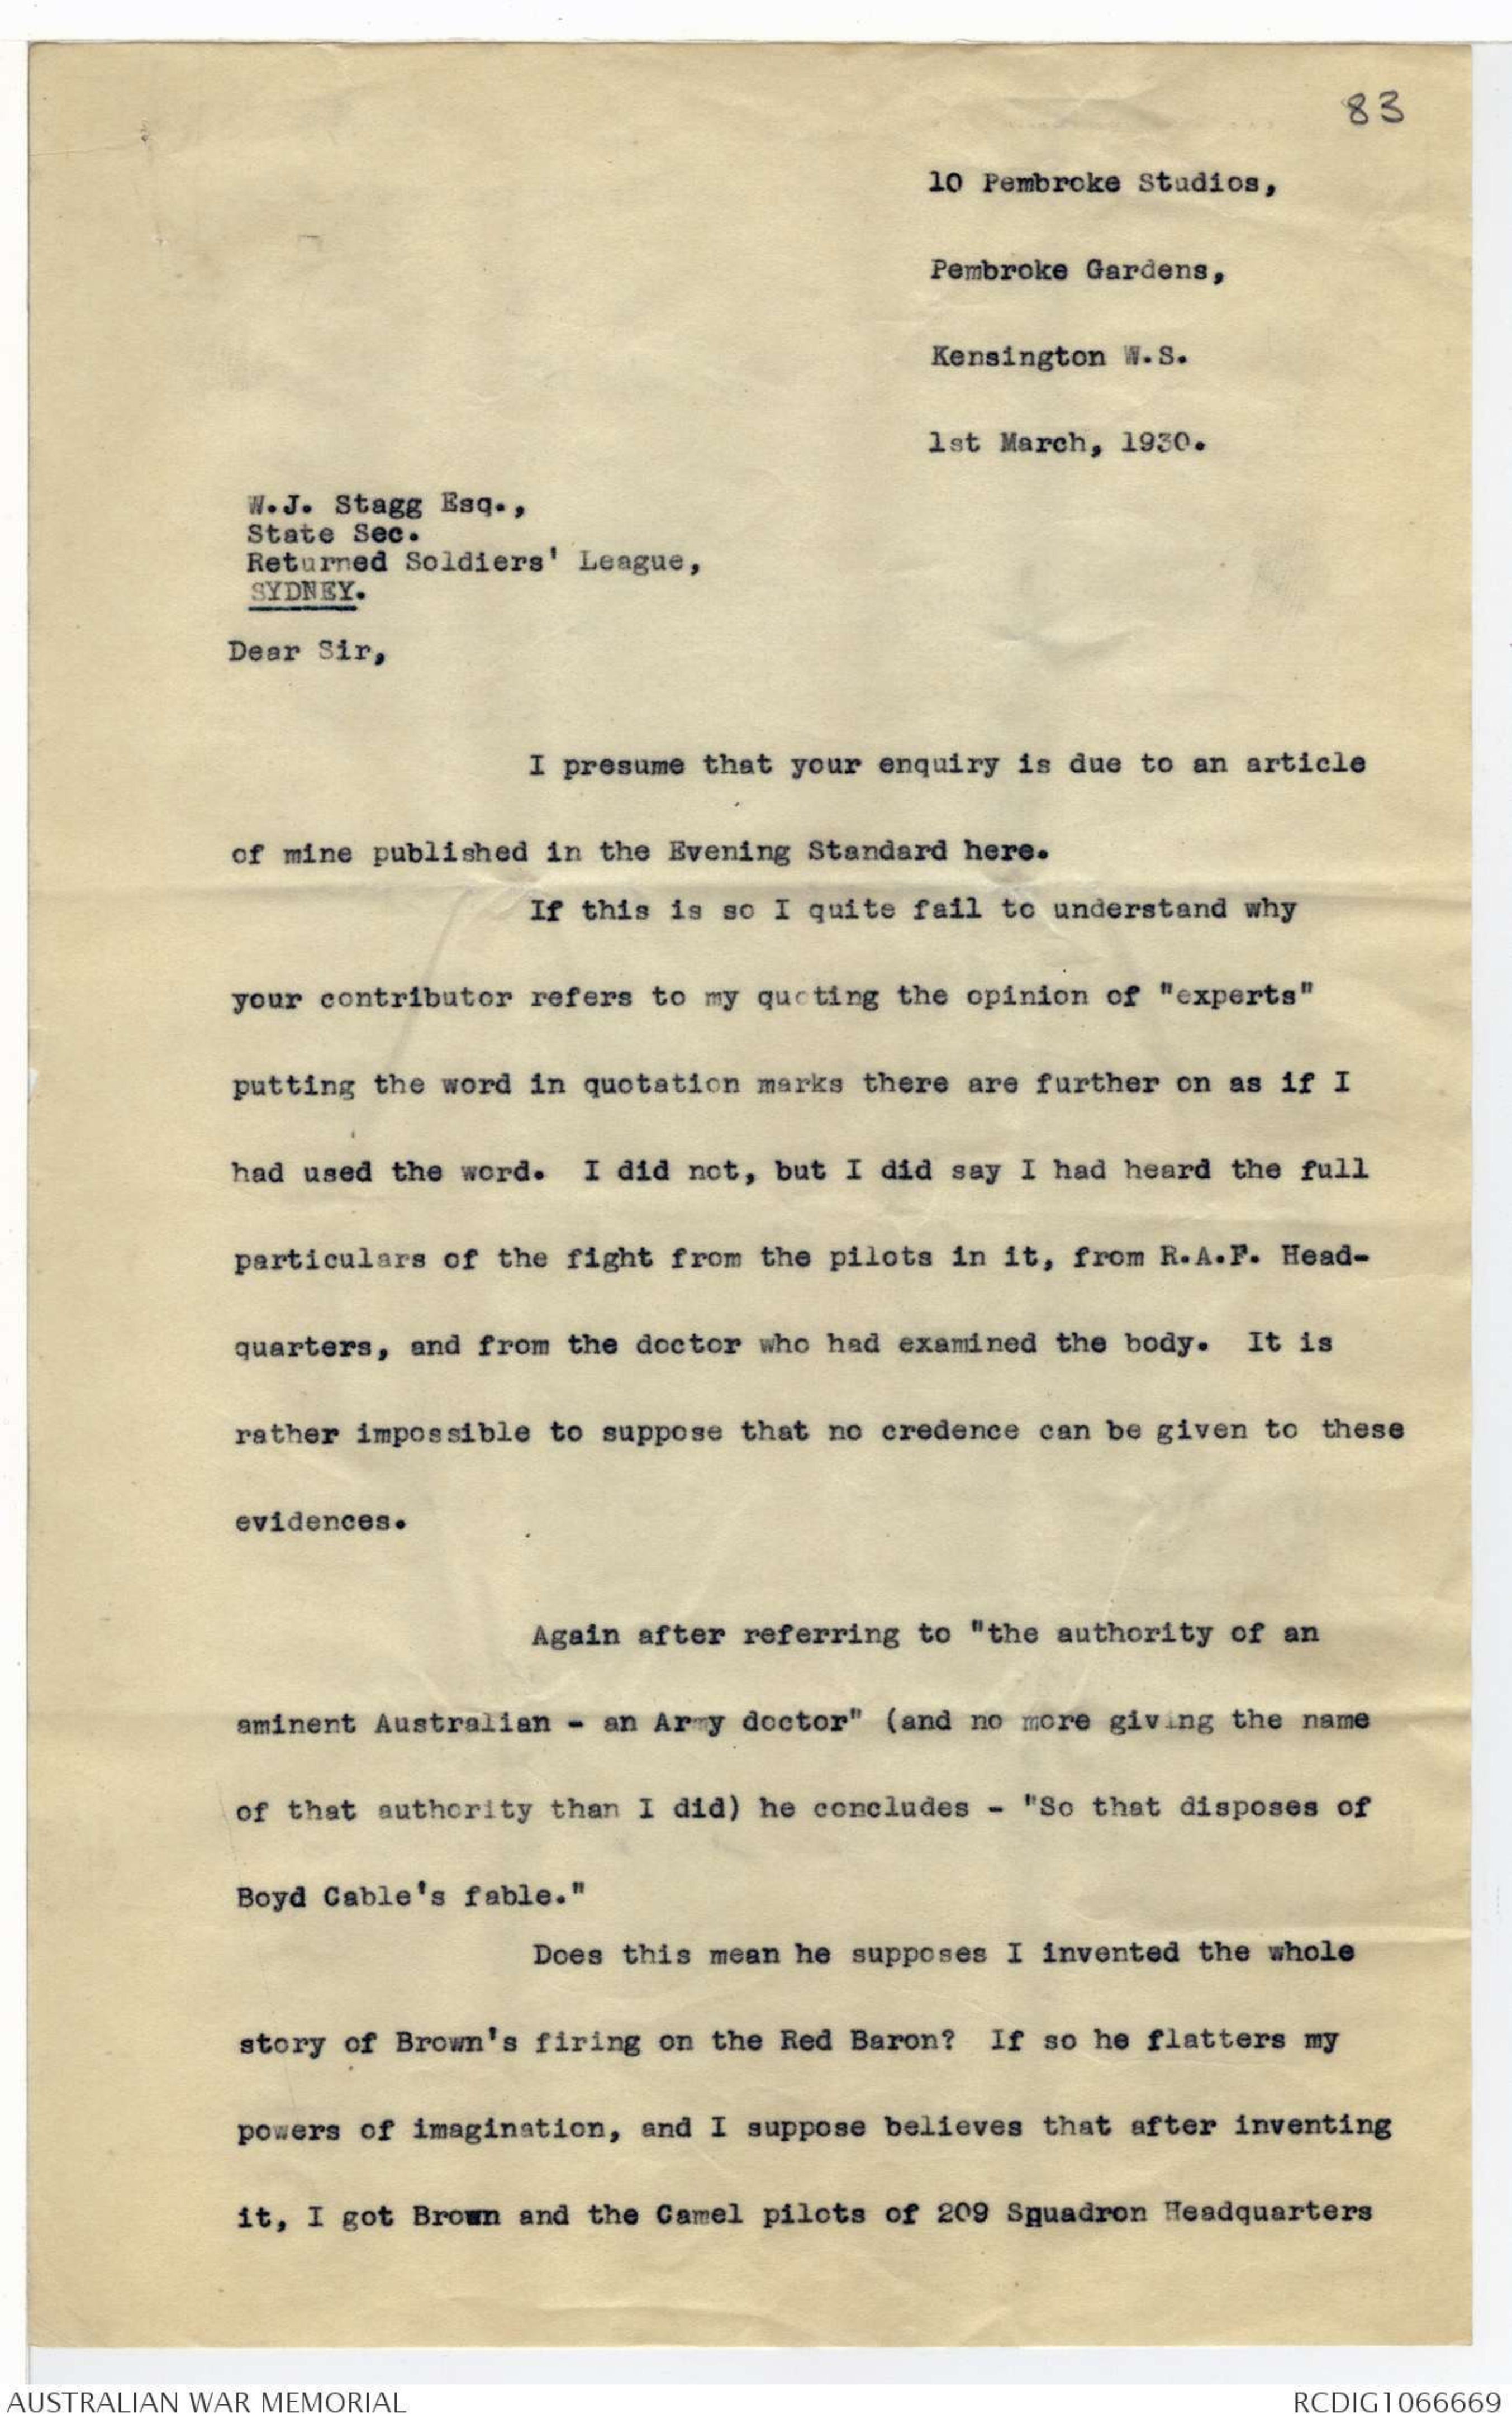 83
10 Pembroke Studios,
Pembroke Gardens,
Kensington W.S.
1st March, 1930.
W.J. Stagg Esq.,
State Sec.
Returned Soldiers' League,
SYDNEY.
Dear Sir,
I presume that your enquiry is due to an article
of mine published in the Evening Standard here.
If this is so I quite fail to understand why
your contributor refers to my quoting the opinion of "experts"
putting the word in quotation marks there are further on as if I
had used the word. I did not, but I did say I had heard the full
particulars of the fight from the pilots in it, from R.A.F. Head-
quarters, and from the doctor who had examined the body. It is
rather impossible to suppose that no credence can be given to these
evidences.
Again after referring to "the authority of an
aminent Australian - an Army doctor" (and no more giving the name
of that authority than I did) he concludes - "So that disposes of
Boyd Cable's fable."
Does this mean he supposes I invented the whole
story of Brown's firing on the Red Baron? If so he flatters my
powers of imagination, and I suppose believes that after inventing
it, I got Brown and the Camel pilots of 209 Squadron Headquarters
AUSTRALIAN WAR MEMORIAL
RCDIG1066669